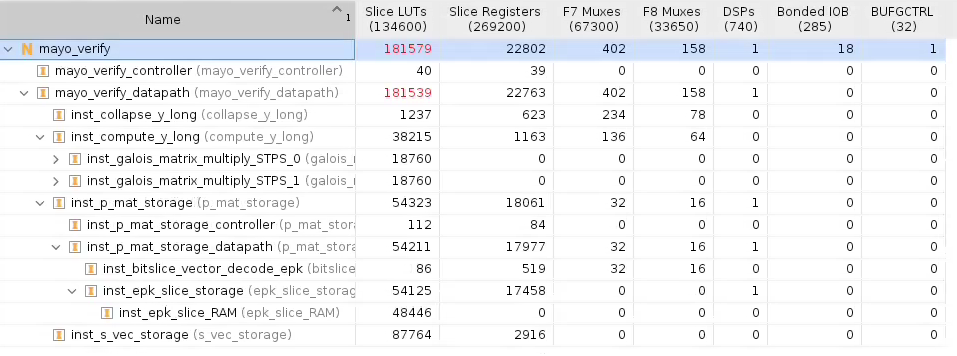 Name 1 Slice LUTs (134600) Slice Registers (269200) F7 Muxes (67300) F8 Muxes (33650) DSPs (740) Bonded IOB (285) BUFGCTRL (32)
N mayo_verify 181579 22802 402 158 1 18 1
mayo_verify_controller (mayo_verify_controller) 40 39 0 0 0 0 0
mayo_verify_datapath (mayo_verify_datapath) 181539 22763 402 158 1 0 0
inst_collapse_y_long (collapse_y_long) 1237 623 234 78 0 0 0
inst_compute_y_long (compute_y_long) 38215 1163 136 64 0 0 0
inst_galois_matrix_multiply_STPS_0 (galois_ 18760 0 0 0 0 0 0
inst_galois_matrix_multiply_STPS_1 (galois_ 18760 0 0 0 0 0 0
inst_p_mat_storage (p_mat_storage) 54323 18061 32 16 1 0 0
inst_p_mat_storage_controller (p_mat_stora 112 84 0 0 0 0 0
inst_p_mat_storage_datapath (p_mat_stora 54211 17977 32 16 1 0 0
inst_bitslice_vector_decode_epk (bitslice 86 519 32 16 0 0 0
inst_epk_slice_storage (epk_slice_storag 54125 17458 0 0 1 0 0
inst_epk_slice_RAM (epk_slice_RAM) 48446 0 0 0 0 0 0
inst_s_vec_storage (s_vec_storage) 87764 2916 0 0 0 0 0